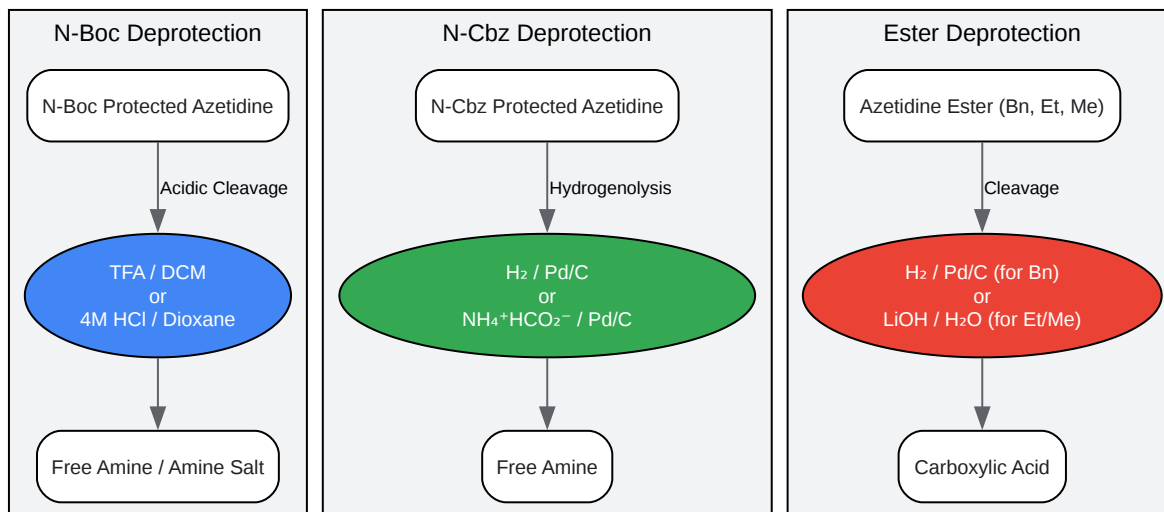 N-Boc Deprotection
N-Boc Protected Azetidine
Acidic Cleavage
TFA / DCM
or
4M HCl / Dioxane
Free Amine / Amine Salt
N-Cbz Deprotection
N-Cbz Protected Azetidine
Hydrogenolysis
H₂ / Pd/C
or
NH₄⁺HCO₂⁻ / Pd/C
Free Amine
Ester Deprotection
Azetidine Ester (Bn, Et, Me)
Cleavage
H₂ / Pd/C (for Bn)
or
LiOH / H₂O (for Et/Me)
Carboxylic Acid